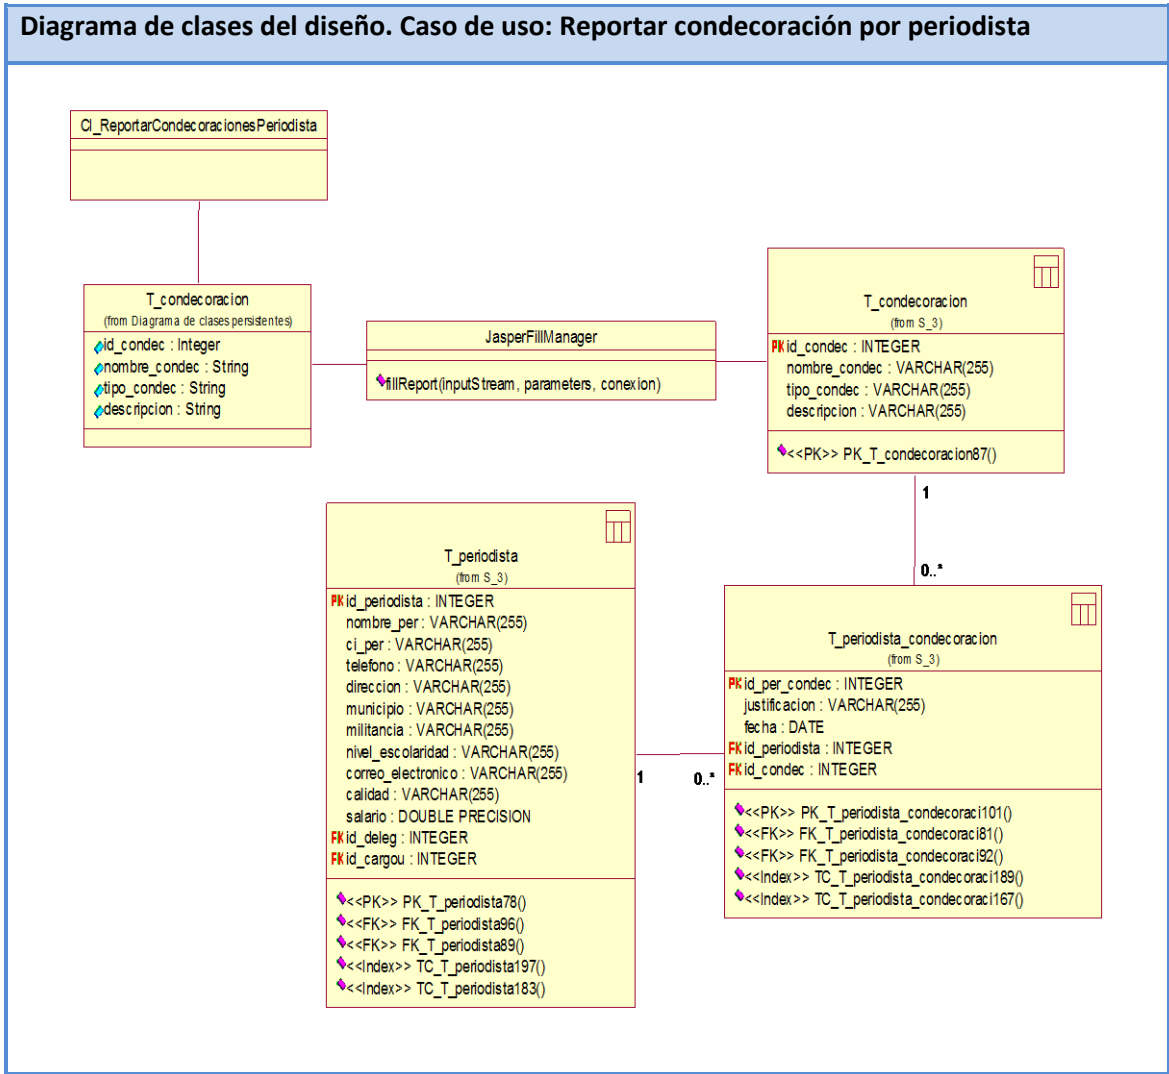 Diagrama de clases del diseño. Caso de uso: Reportar condecoración por periodista
CI_ReportarCondecoracionesPeriodista
T_condecoracion
(from Diagrama de clases persistentes)
id_condec : Integer
nombre_condec : String
tipo_condec : String
descripcion : String
JasperFillManager
fillReport(inputStream, parameters, conexion)
T_condecoracion
(from S_3)
PK id_condec : INTEGER
nombre_condec : VARCHAR(255)
tipo_condec : VARCHAR(255)
descripcion : VARCHAR(255)
<<PK>> PK_T_condecoracion87()
1
0..*
T_periodista
(from S_3)
PK id_periodista : INTEGER
nombre_per : VARCHAR(255)
ci_per : VARCHAR(255)
telefono : VARCHAR(255)
direccion : VARCHAR(255)
municipio : VARCHAR(255)
militancia : VARCHAR(255)
nivel_escolaridad : VARCHAR(255)
correo_electronico : VARCHAR(255)
calidad : VARCHAR(255)
salario : DOUBLE PRECISION
FK id_deleg : INTEGER
FK id_cargou : INTEGER
<<PK>> PK_T_periodista78()
<<FK>> FK_T_periodista96()
<<FK>> FK_T_periodista89()
<<Index>> TC_T_periodista197()
<<Index>> TC_T_periodista183()
1
0..*
T_periodista_condecoracion
(from S_3)
PK id_per_condec : INTEGER
justificacion : VARCHAR(255)
fecha : DATE
FK id_periodista : INTEGER
FK id_condec : INTEGER
<<PK>> PK_T_periodista_condecoraci101()
<<FK>> FK_T_periodista_condecoraci81()
<<FK>> FK_T_periodista_condecoraci92()
<<Index>> TC_T_periodista_condecoraci189()
<<Index>> TC_T_periodista_condecoraci167()